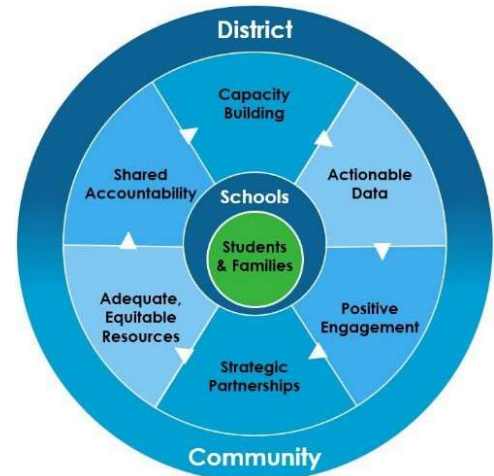 District
Capacity
Building
Shared
Accountability
Actionable
Data
Schools
Students
& Families
Adequate,
Equitable
Resources
Positive
Engagement
Strategic
Partnerships
Community